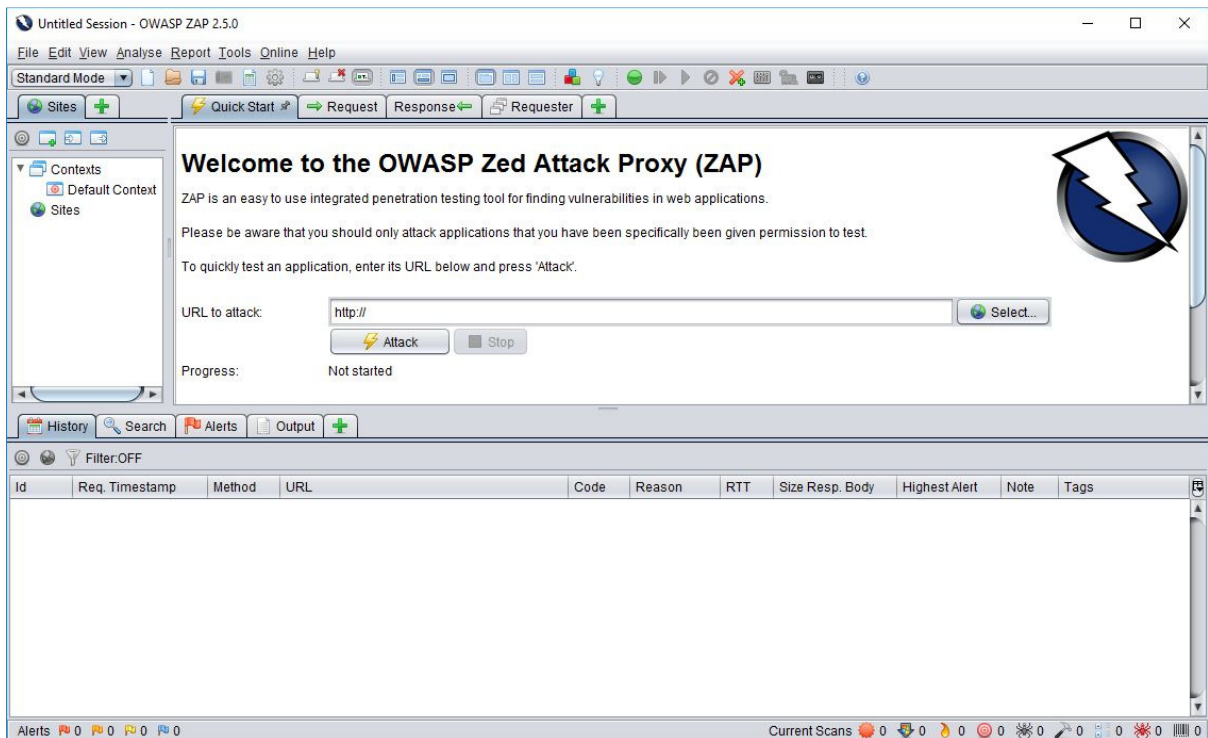 Untitled Session - OWASP ZAP 2.5.0
File Edit View Analyse Report Tools Online Help
Standard Mode
Sites
Quick Start
Request
Response
Requester
Contexts
Default Context
Sites
Welcome to the OWASP Zed Attack Proxy (ZAP)
ZAP is an easy to use integrated penetration testing tool for finding vulnerabilities in web applications.
Please be aware that you should only attack applications that you have been specifically been given permission to test.
To quickly test an application, enter its URL below and press 'Attack'.
URL to attack: http:// Select...
Attack Stop
Progress: Not started
History Search Alerts Output
Filter:OFF
Id Req. Timestamp Method URL Code Reason RTT Size Resp. Body Highest Alert Note Tags
Alerts 0 0 0 0 Current Scans 0 0 0 0 0 0 0 0 0